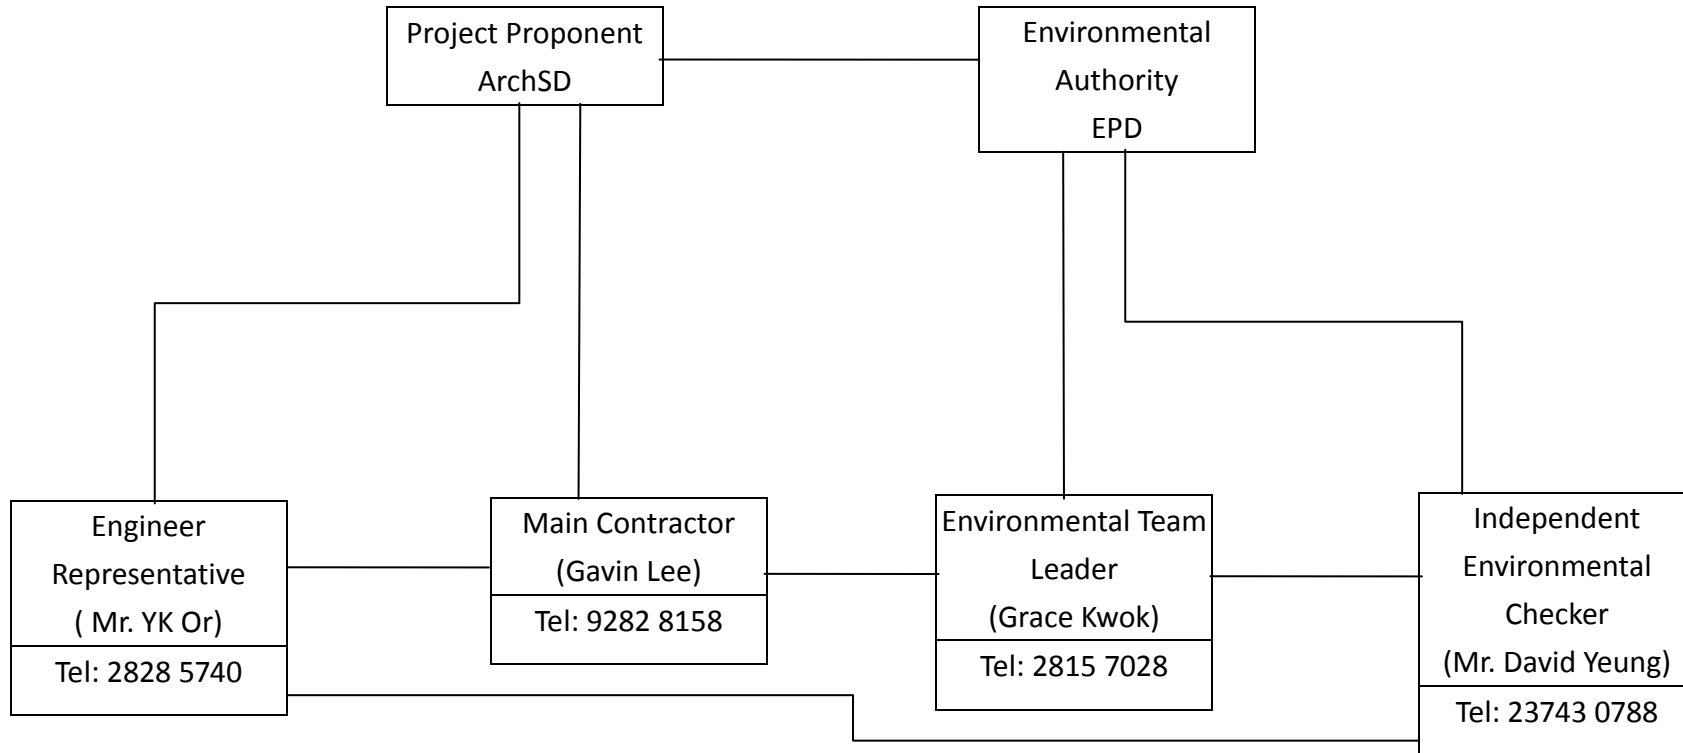 Project Proponent
ArchSD
Environmental
Authority
EPD
Engineer
Representative
( Mr. YK Or)
Tel: 2828 5740
Main Contractor
(Gavin Lee)
Tel: 9282 8158
Environmental Team
Leader
(Grace Kwok)
Tel: 2815 7028
Independent
Environmental
Checker
(Mr. David Yeung)
Tel: 23743 0788